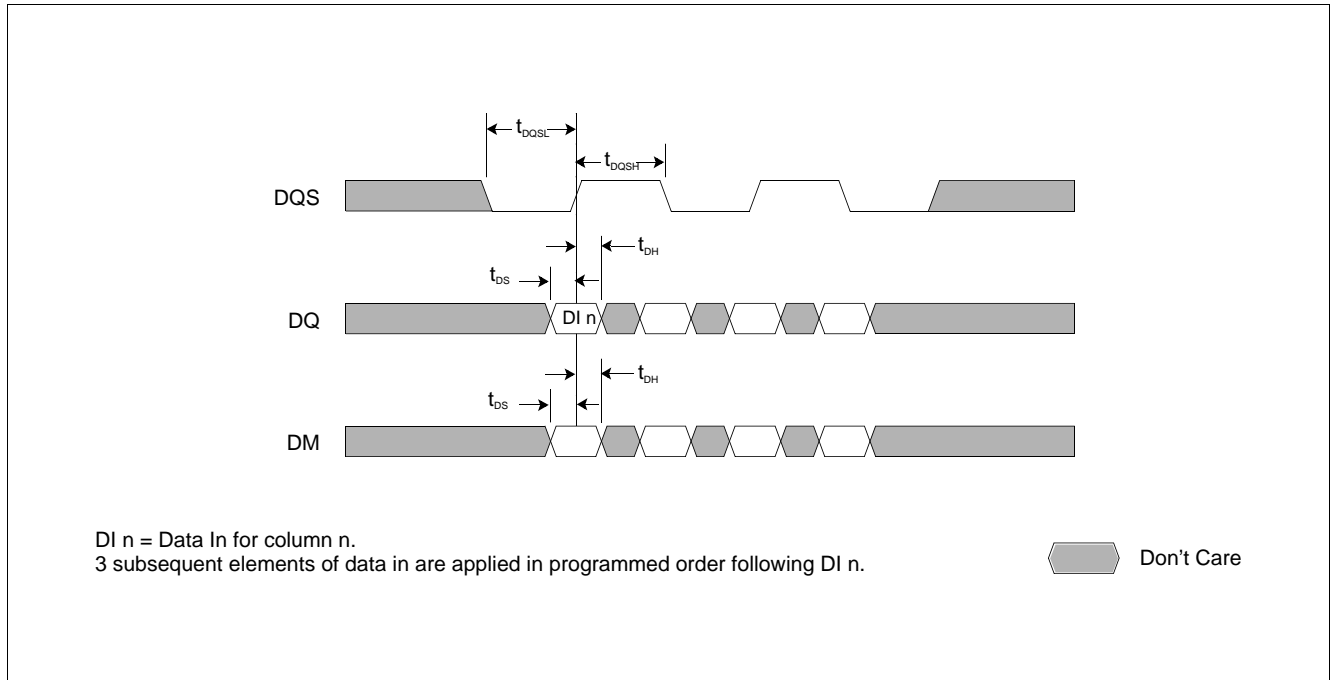 tDQSL
tDQSH
DQS
tDH
tDS
DQ
DI n
tDH
tDS
DM
DI n = Data In for column n.
3 subsequent elements of data in are applied in programmed order following DI n.
Don't Care